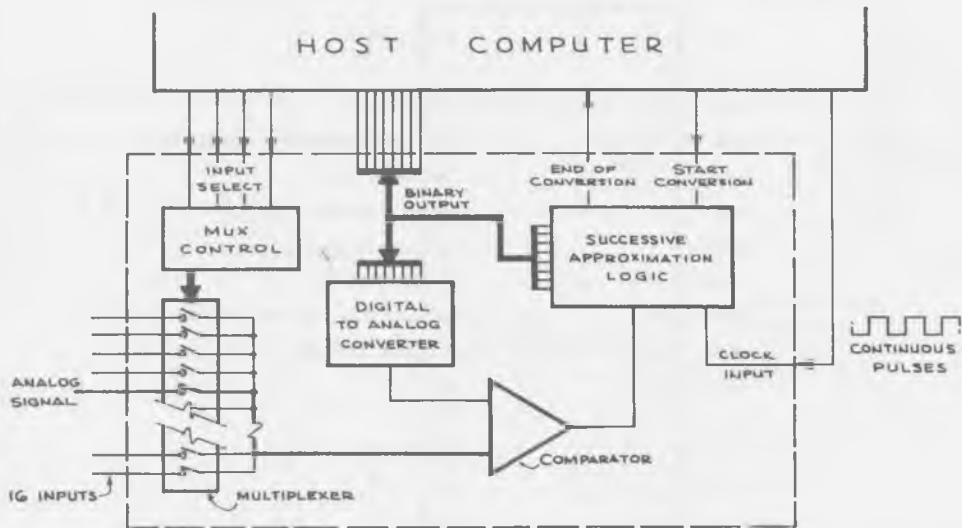 HOST COMPUTER
INPUT
SELECT
BINARY
OUTPUT
END OF
CONVERSION
START
CONVERSION
MUX
CONTROL
SUCCESSIVE
APPROXIMATION
LOGIC
DIGITAL
TO ANALOG
CONVERTER
CLOCK
INPUT
CONTINUOUS
PULSES
ANALOG
SIGNAL
COMPARATOR
16 INPUTS
MULTIPLEXER